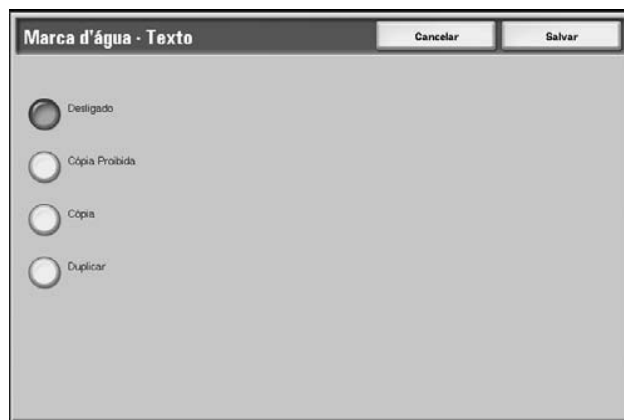 Marca d'água - Texto
Cancelar
Salvar
Desligado
Cópia Proibida
Cópia
Duplicar